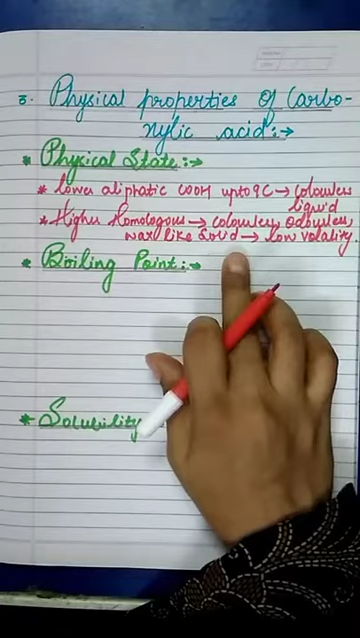 3. Physical properties of Carbo-
xylic acid:→
* Physical State:→
* lower aliphatic COOH upto 9C → colourless
liquid
* Higher Homologous → colourless, odourless,
wax like solid → low volality
* Boiling Point:→
* Solubility